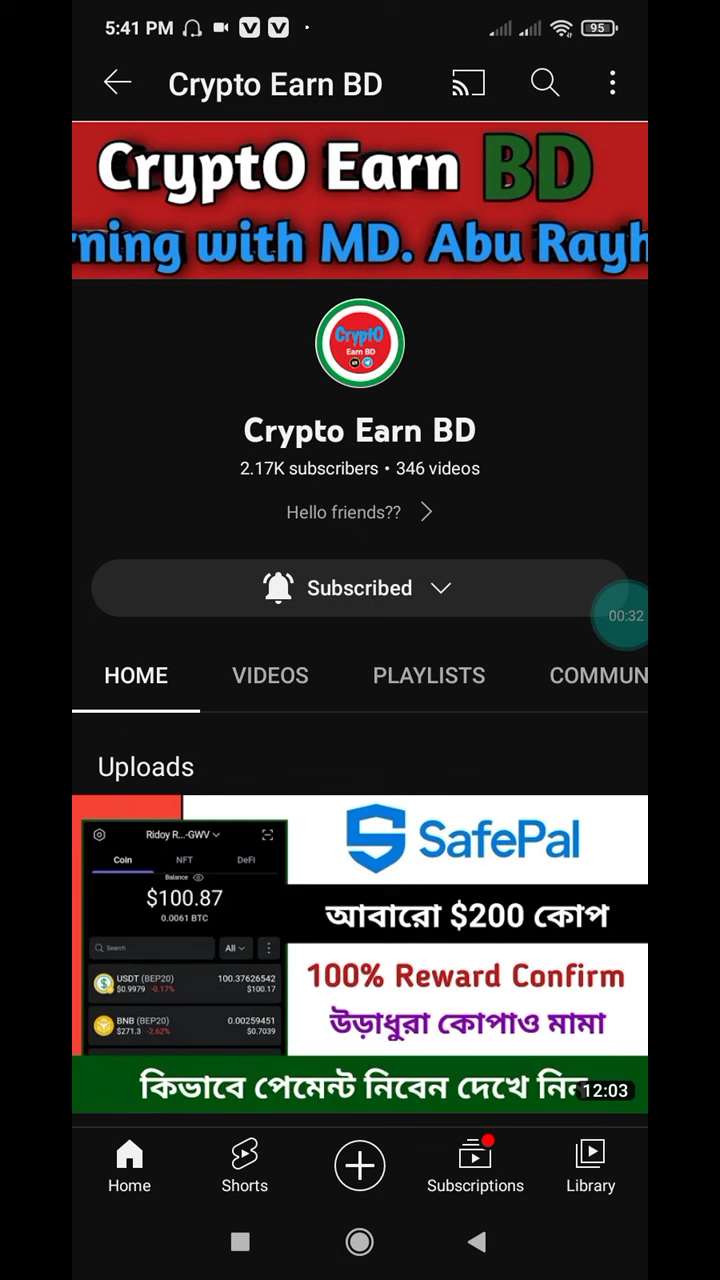 5:41 PM
95
Crypto Earn BD
CryptO Earn BD
rning with MD. Abu Rayh
CryptO
Earn BD
Crypto Earn BD
2.17K subscribers • 346 videos
Hello friends??
Subscribed
00:32
HOME VIDEOS PLAYLISTS COMMUN
Uploads
Ridoy R...-GWV
Coin NFT DeFi
Balance
$100.87
0.0061 BTC
Search All
USDT (BEP20) 100.37626542
$0.9979 -0.17% $100.17
BNB (BEP20) 0.00259451
$271.3 -2.62% $0.7039
SafePal
আবারো $200 কোপ
100% Reward Confirm
উড়াধুরা কোপাও মামা
কিভাবে পেমেন্ট নিবেন দেখে নিন
12:03
Home Shorts Subscriptions Library